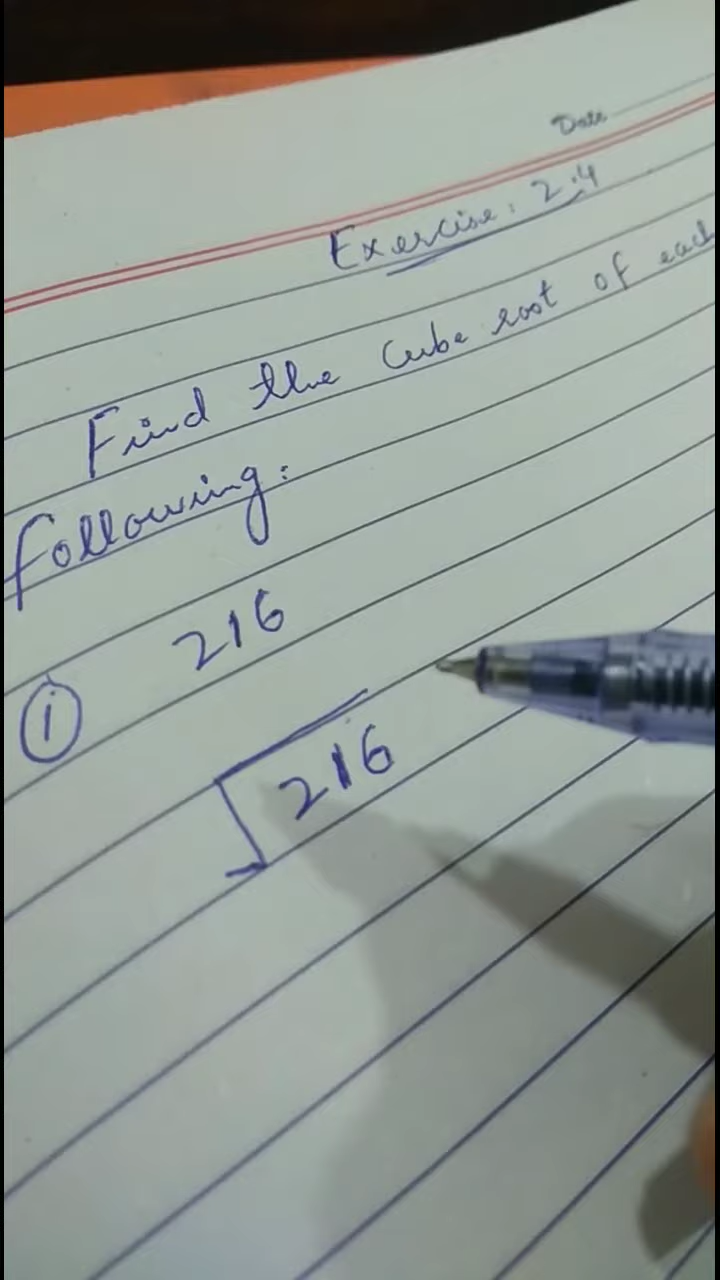 Date
Exercise: 2.4
Find the cube root of each
following:
i 216
√216